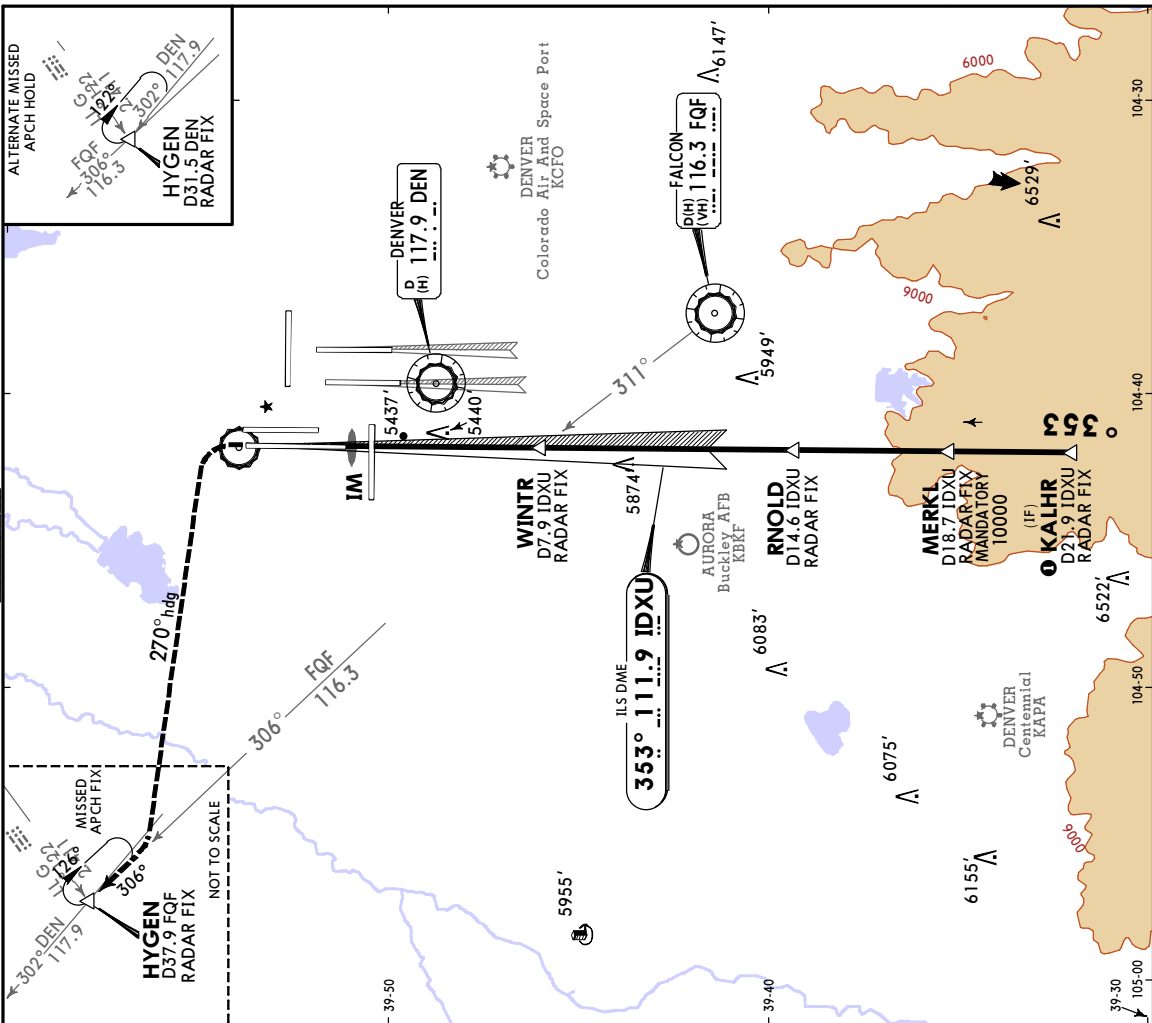 ALTERNATE MISSED
APCH HOLD
DEN
117.9
302°
122°
FQF
306°
116.3
HYGEN
D31.5 DEN
RADAR FIX
DENVER
D
(H) 117.9 DEN
DENVER
Colorado Air And Space Port
KCFO
6147'
6000
104-30
FALCON
D(H)
(VH) 116.3 FQF
6529'
6000
5949'
311°
5437'
5440'
104-40
353°
IM
WINTR
D7.9 IDXU
RADAR FIX
5874'
AURORA
Buckley AFB
KBKF
RNOLD
D14.6 IDXU
RADAR FIX
MERKL
D18.7 IDXU
RADAR FIX
MANDATORY
10000
(IF)
1 KALHR
D21.9 IDXU
RADAR FIX
270° hdg
ILS DME
353° 111.9 IDXU
6083'
6522'
306°
FQF
116.3
104-50
DENVER
Centennial
KAPA
6075'
6000
6155'
5955'
MISSED
APCH FIX
126°
306°
NOT TO SCALE
302° DEN
117.9
HYGEN
D37.9 FQF
RADAR FIX
39-50
39-40
39-30
105-00